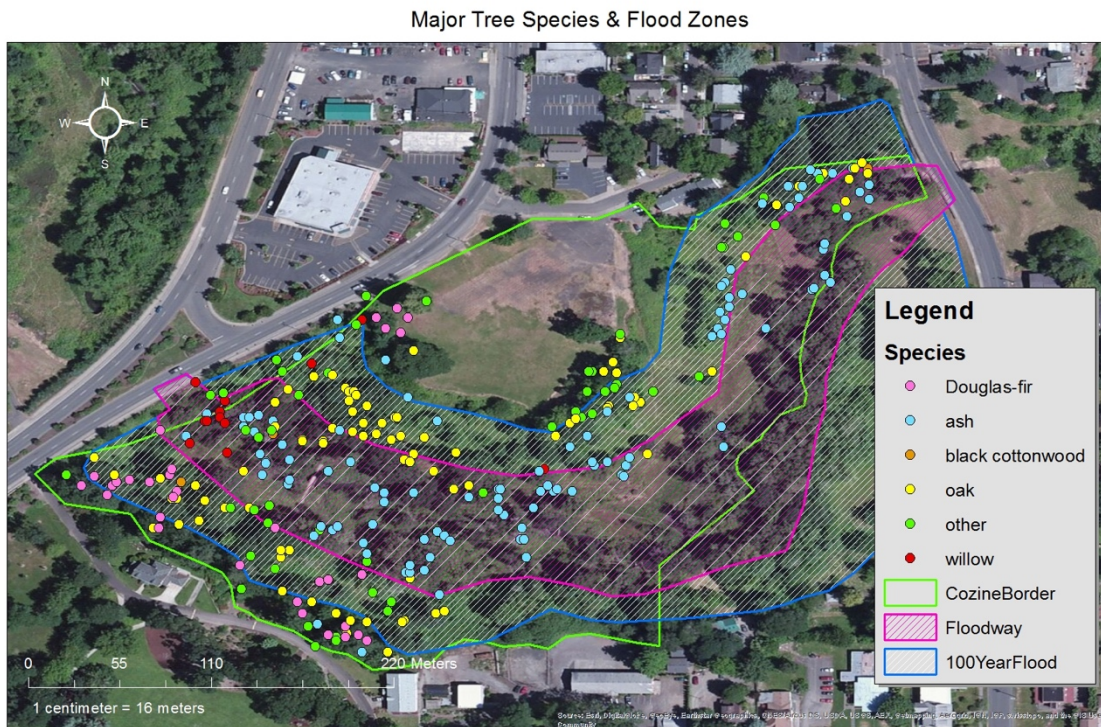 Major Tree Species & Flood Zones
N
W E
S
Legend
Species
Douglas-fir
ash
black cottonwood
oak
other
willow
CozineBorder
Floodway
100YearFlood
0 55 110 220 Meters
1 centimeter = 16 meters
Community